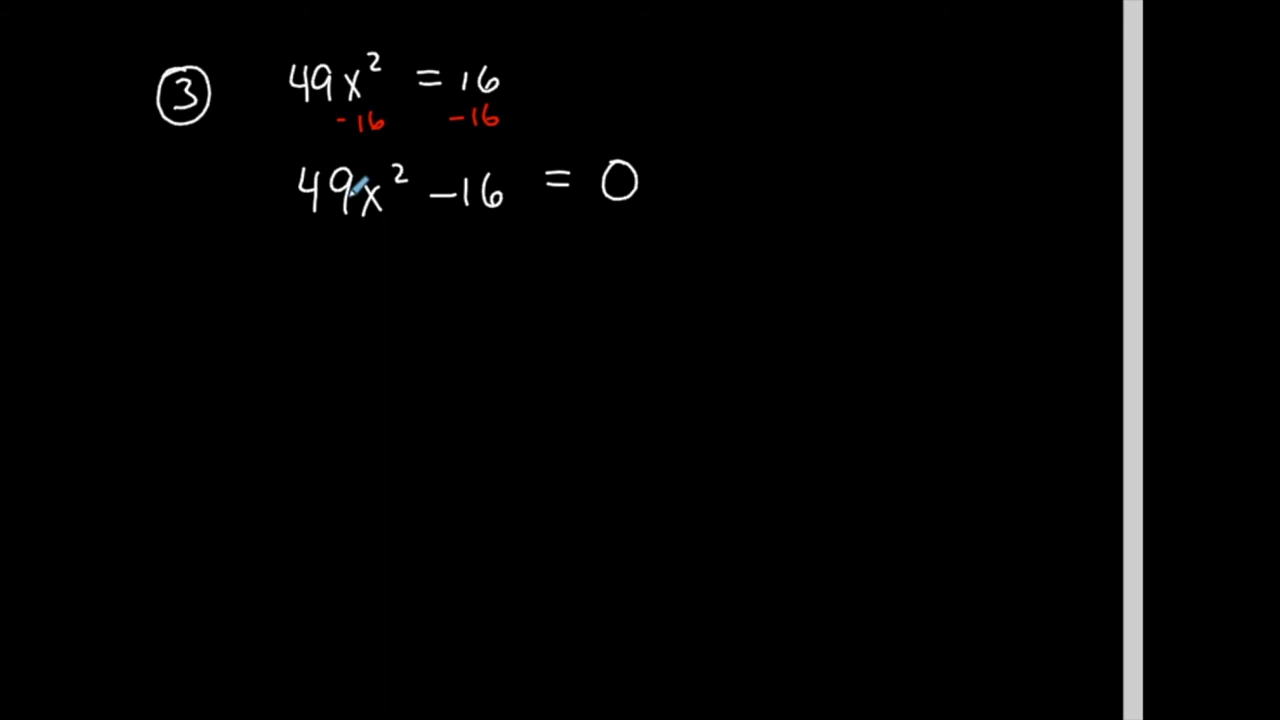 ③ 49x² = 16
-16 -16
49x² -16 = 0